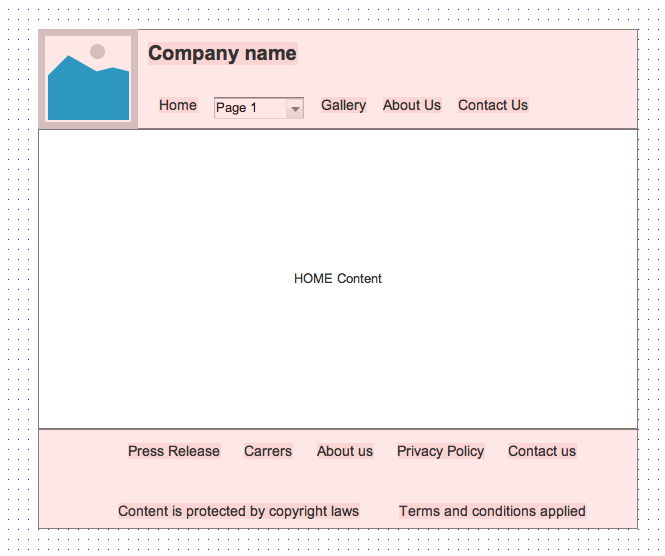 Company name
Home Page 1 Gallery About Us Contact Us
HOME Content
Press Release Carrers About us Privacy Policy Contact us
Content is protected by copyright laws Terms and conditions applied